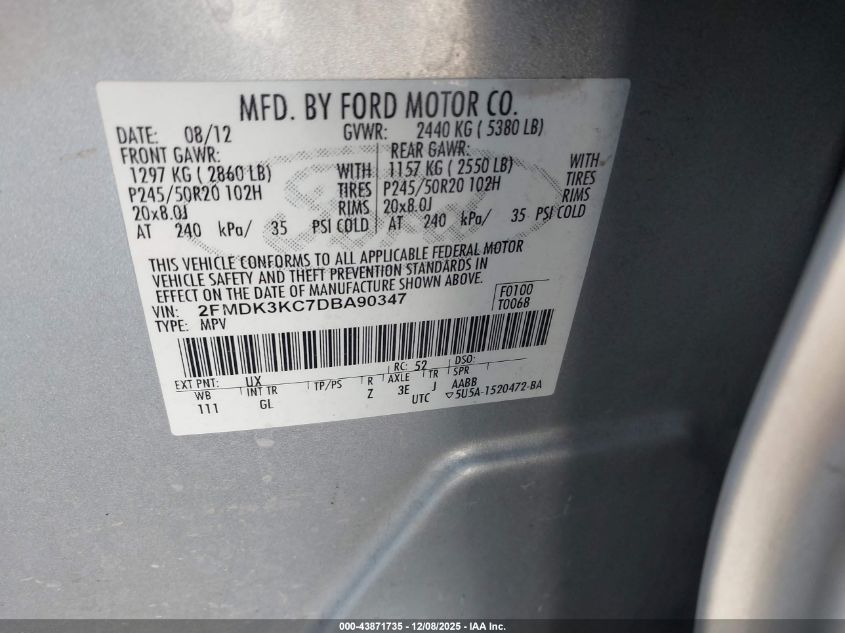 MFD. BY FORD MOTOR CO.
DATE: 08/12 GVWR: 2440 KG ( 5380 LB)
FRONT GAWR: REAR GAWR:
1297 KG ( 2860 LB) WITH 1157 KG ( 2550 LB) WITH
P245/50R20 102H TIRES P245/50R20 102H TIRES
20x8.0J RIMS 20x8.0J RIMS
AT 240 kPa/ 35 PSI COLD AT 240 kPa/ 35 PSI COLD
THIS VEHICLE CONFORMS TO ALL APPLICABLE FEDERAL MOTOR
VEHICLE SAFETY AND THEFT PREVENTION STANDARDS IN
EFFECT ON THE DATE OF MANUFACTURE SHOWN ABOVE.
VIN: 2FMDK3KC7DBA90347 F0100
TYPE: MPV T006B
RC: 52 DSO:
EXT PNT: UX
WB INT TR TP/PS R AXLE TR SPR
111 GL Z 3E J AABB
UTC ▽5U5A-1520472-BA
000-43871735 - 12/08/2025 - IAA Inc.